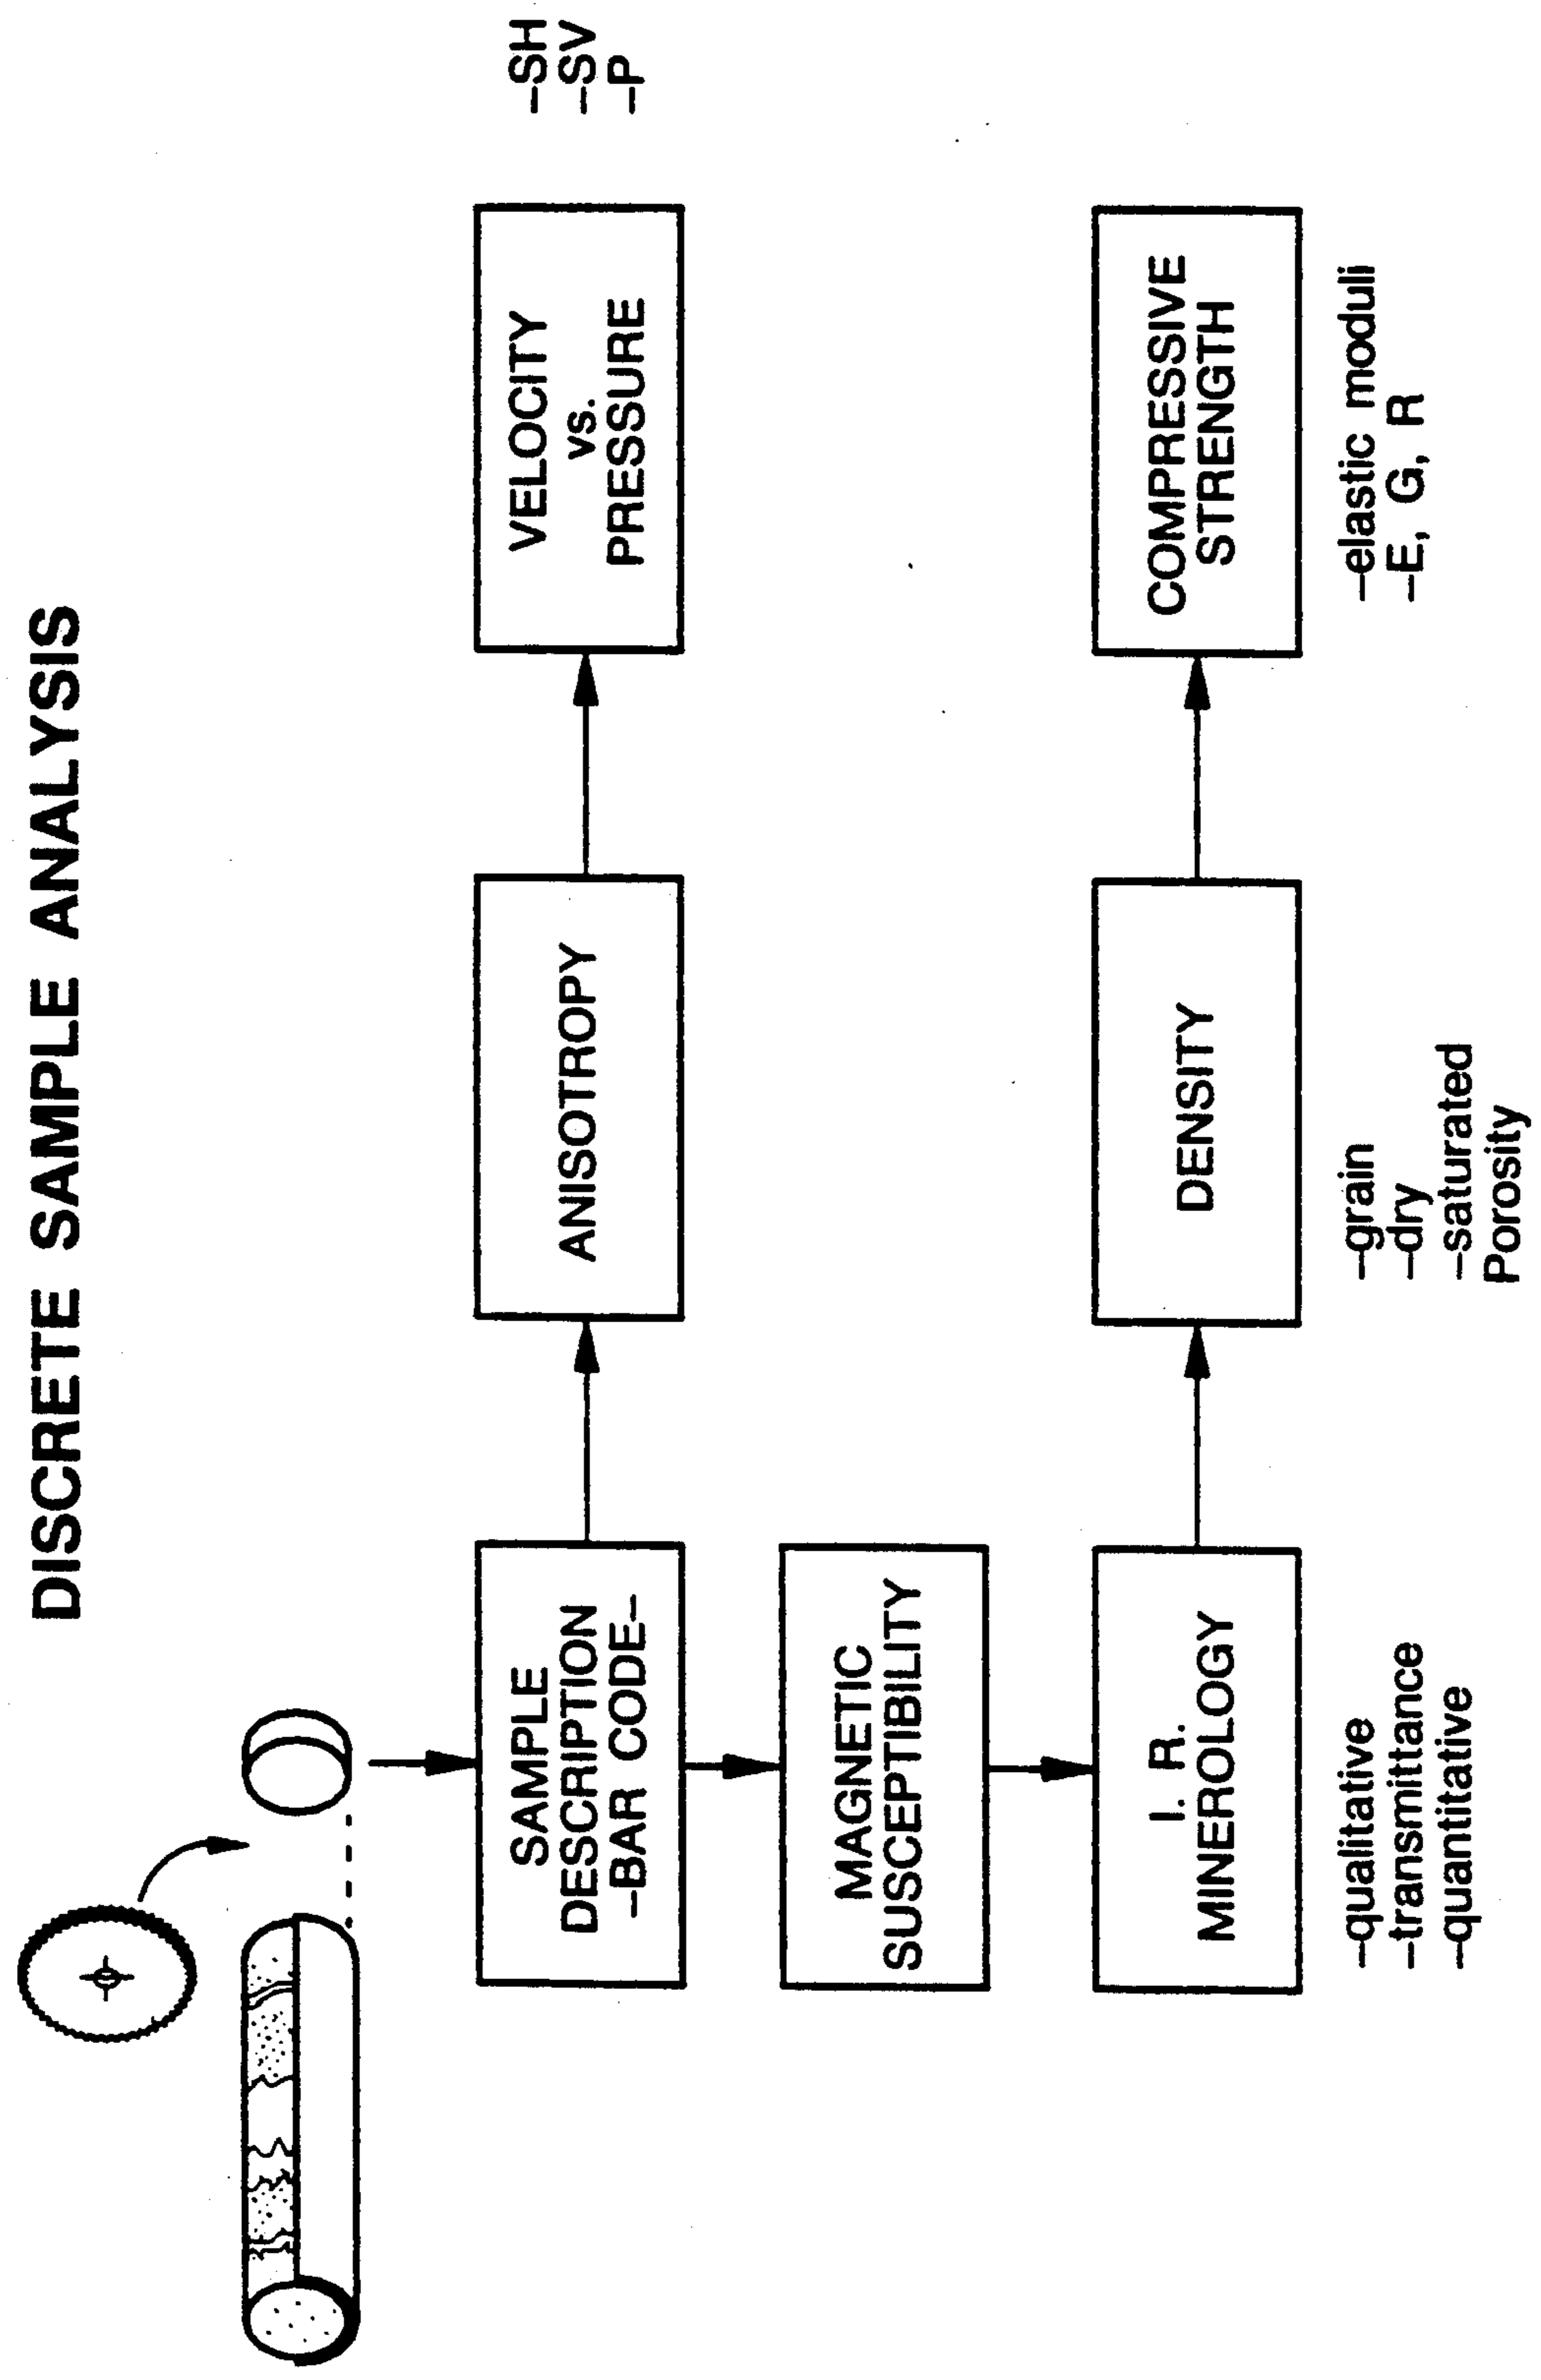 DISCRETE SAMPLE ANALYSIS
SAMPLE
DESCRIPTION
–BAR CODE–
ANISOTROPY
VELOCITY
vs.
PRESSURE
–SH
–SV
–P
MAGNETIC
SUSCEPTIBILITY
I. R.
MINEROLOGY
–qualitative
–transmittance
–quantitative
DENSITY
–grain
–dry
–saturated
Porosity
COMPRESSIVE
STRENGTH
–elastic moduli
–E, G, R